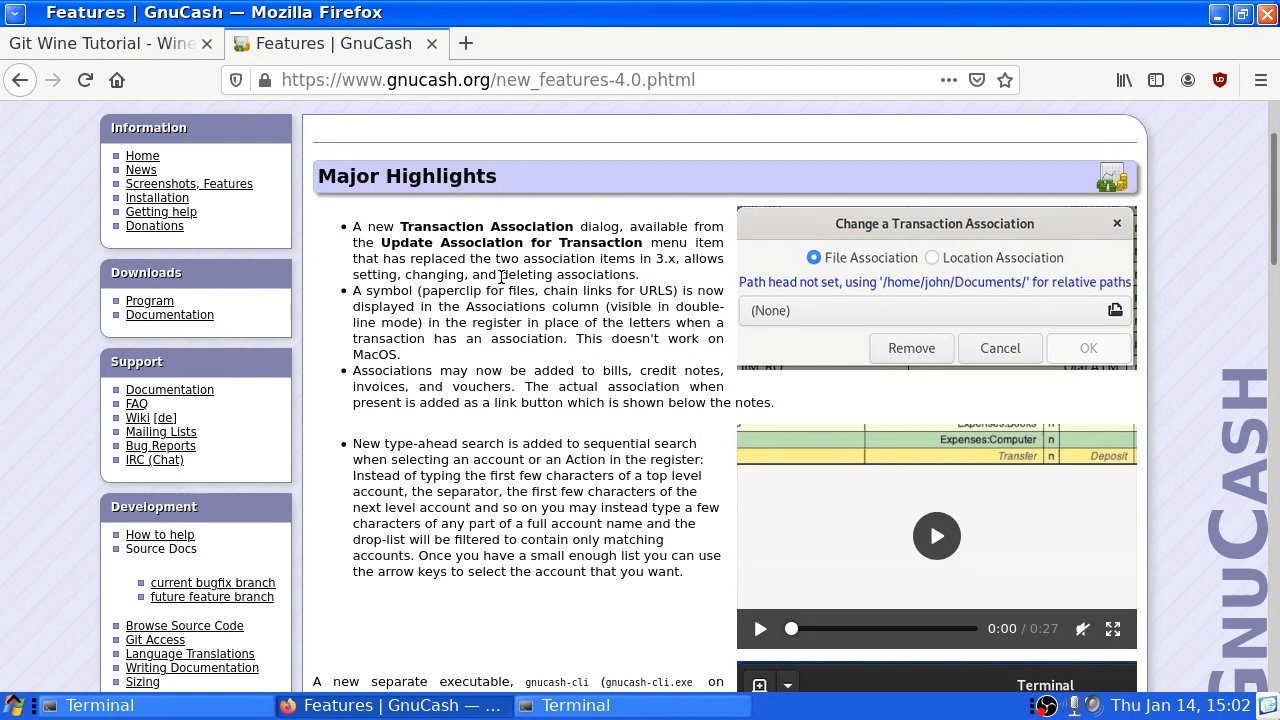 Features | GnuCash — Mozilla Firefox
Git Wine Tutorial - Wine
Features | GnuCash
https://www.gnucash.org/new_features-4.0.phtml
Information
Home
News
Screenshots, Features
Installation
Getting help
Donations
Downloads
Program
Documentation
Support
Documentation
FAQ
Wiki [de]
Mailing Lists
Bug Reports
IRC (Chat)
Development
How to help
Source Docs
current bugfix branch
future feature branch
Browse Source Code
Git Access
Language Translations
Writing Documentation
Sizing
Major Highlights
A new Transaction Association dialog, available from
the Update Association for Transaction menu item
that has replaced the two association items in 3.x, allows
setting, changing, and deleting associations.
A symbol (paperclip for files, chain links for URLS) is now
displayed in the Associations column (visible in double-
line mode) in the register in place of the letters when a
transaction has an association. This doesn't work on
MacOS.
Associations may now be added to bills, credit notes,
invoices, and vouchers. The actual association when
present is added as a link button which is shown below the notes.
New type-ahead search is added to sequential search
when selecting an account or an Action in the register:
Instead of typing the first few characters of a top level
account, the separator, the first few characters of the
next level account and so on you may instead type a few
characters of any part of a full account name and the
drop-list will be filtered to contain only matching
accounts. Once you have a small enough list you can use
the arrow keys to select the account that you want.
A new separate executable, gnucash-cli (gnucash-cli.exe on
Change a Transaction Association
File Association
Location Association
Path head not set, using '/home/john/Documents/' for relative paths
(None)
Remove
Cancel
OK
Expenses:Books n
Expenses:Computer n
Transfer n Deposit
0:00 / 0:27
Terminal
GNUCASH
Terminal
Features | GnuCash — ...
Terminal
Thu Jan 14, 15:02